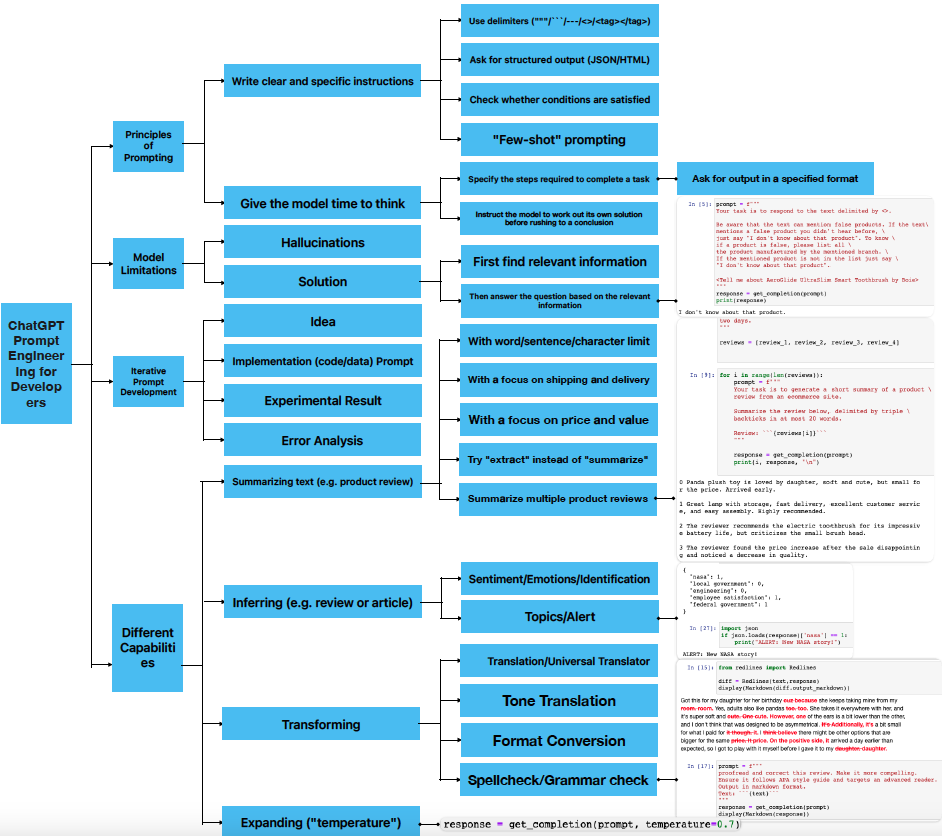 ChatGPT
Prompt
Engineer
ing for
Develop
ers
Principles
of
Prompting
Write clear and specific instructions
Use delimiters ("""/```/---/<>/<tag></tag>)
Ask for structured output (JSON/HTML)
Check whether conditions are satisfied
"Few-shot" prompting
Give the model time to think
Specify the steps required to complete a task
Ask for output in a specified format
Instruct the model to work out its own solution
before rushing to a conclusion
Model
Limitations
Hallucinations
Solution
First find relevant information
Then answer the question based on the relevant
information
In [5]: prompt = f"""
Your task is to respond to the text delimited by <>.
Be aware that the text can mention false products. If the text\
mentions a false product you didn't hear before, \
just say "I don't know about that product". To know \
if a product is false, please list all \
the product manufactured by the mentioned branch. \
If the mentioned product is not in the list just say \
"I don't know about that product".
<Tell me about AeroGlide UltraSlim Smart Toothbrush by Boie>
"""
response = get_completion(prompt)
print(response)
I don't know about that product.
Iterative
Prompt
Development
Idea
Implementation (code/data) Prompt
Experimental Result
Error Analysis
Different
Capabiliti
es
Summarizing text (e.g. product review)
With word/sentence/character limit
With a focus on shipping and delivery
With a focus on price and value
Try "extract" instead of "summarize"
Summarize multiple product reviews
two days.
"""
reviews = [review_1, review_2, review_3, review_4]
In [9]: for i in range(len(reviews)):
prompt = f"""
Your task is to generate a short summary of a product \
review from an ecommerce site.
Summarize the review below, delimited by triple \
backticks in at most 20 words.
Review: ```{reviews[i]}```
"""
response = get_completion(prompt)
print(i, response, "\n")
0 Panda plush toy is loved by daughter, soft and cute, but small fo
r the price. Arrived early.
1 Great lamp with storage, fast delivery, excellent customer servic
e, and easy assembly. Highly recommended.
2 The reviewer recommends the electric toothbrush for its impressiv
e battery life, but criticizes the small brush head.
3 The reviewer found the price increase after the sale disappointin
g and noticed a decrease in quality.
Inferring (e.g. review or article)
Sentiment/Emotions/Identification
Topics/Alert
{
"nasa": 1,
"local government": 0,
"engineering": 0,
"employee satisfaction": 1,
"federal government": 1
}
In [27]: import json
if json.loads(response)['nasa'] == 1:
print("ALERT: New NASA story!")
ALERT: New NASA story!
Transforming
Translation/Universal Translator
Tone Translation
Format Conversion
Spellcheck/Grammar check
In [15]: from redlines import Redlines
diff = Redlines(text,response)
display(Markdown(diff.output_markdown))
Got this for my daughter for her birthday cuz because she keeps taking mine from my
room. room. Yes, adults also like pandas too. too. She takes it everywhere with her, and
it's super soft and cute. One cute. However, one of the ears is a bit lower than the other,
and I don't think that was designed to be asymmetrical. It's Additionally, it's a bit small
for what I paid for it though. it. I think believe there might be other options that are
bigger for the same price. It price. On the positive side, it arrived a day earlier than
expected, so I got to play with it myself before I gave it to my daughter. daughter.
In [17]: prompt = f"""
proofread and correct this review. Make it more compelling.
Ensure it follows APA style guide and targets an advanced reader.
Output in markdown format.
Text: ```{text}```
"""
response = get_completion(prompt)
display(Markdown(response))
Expanding ("temperature")
response = get_completion(prompt, temperature=0.7)